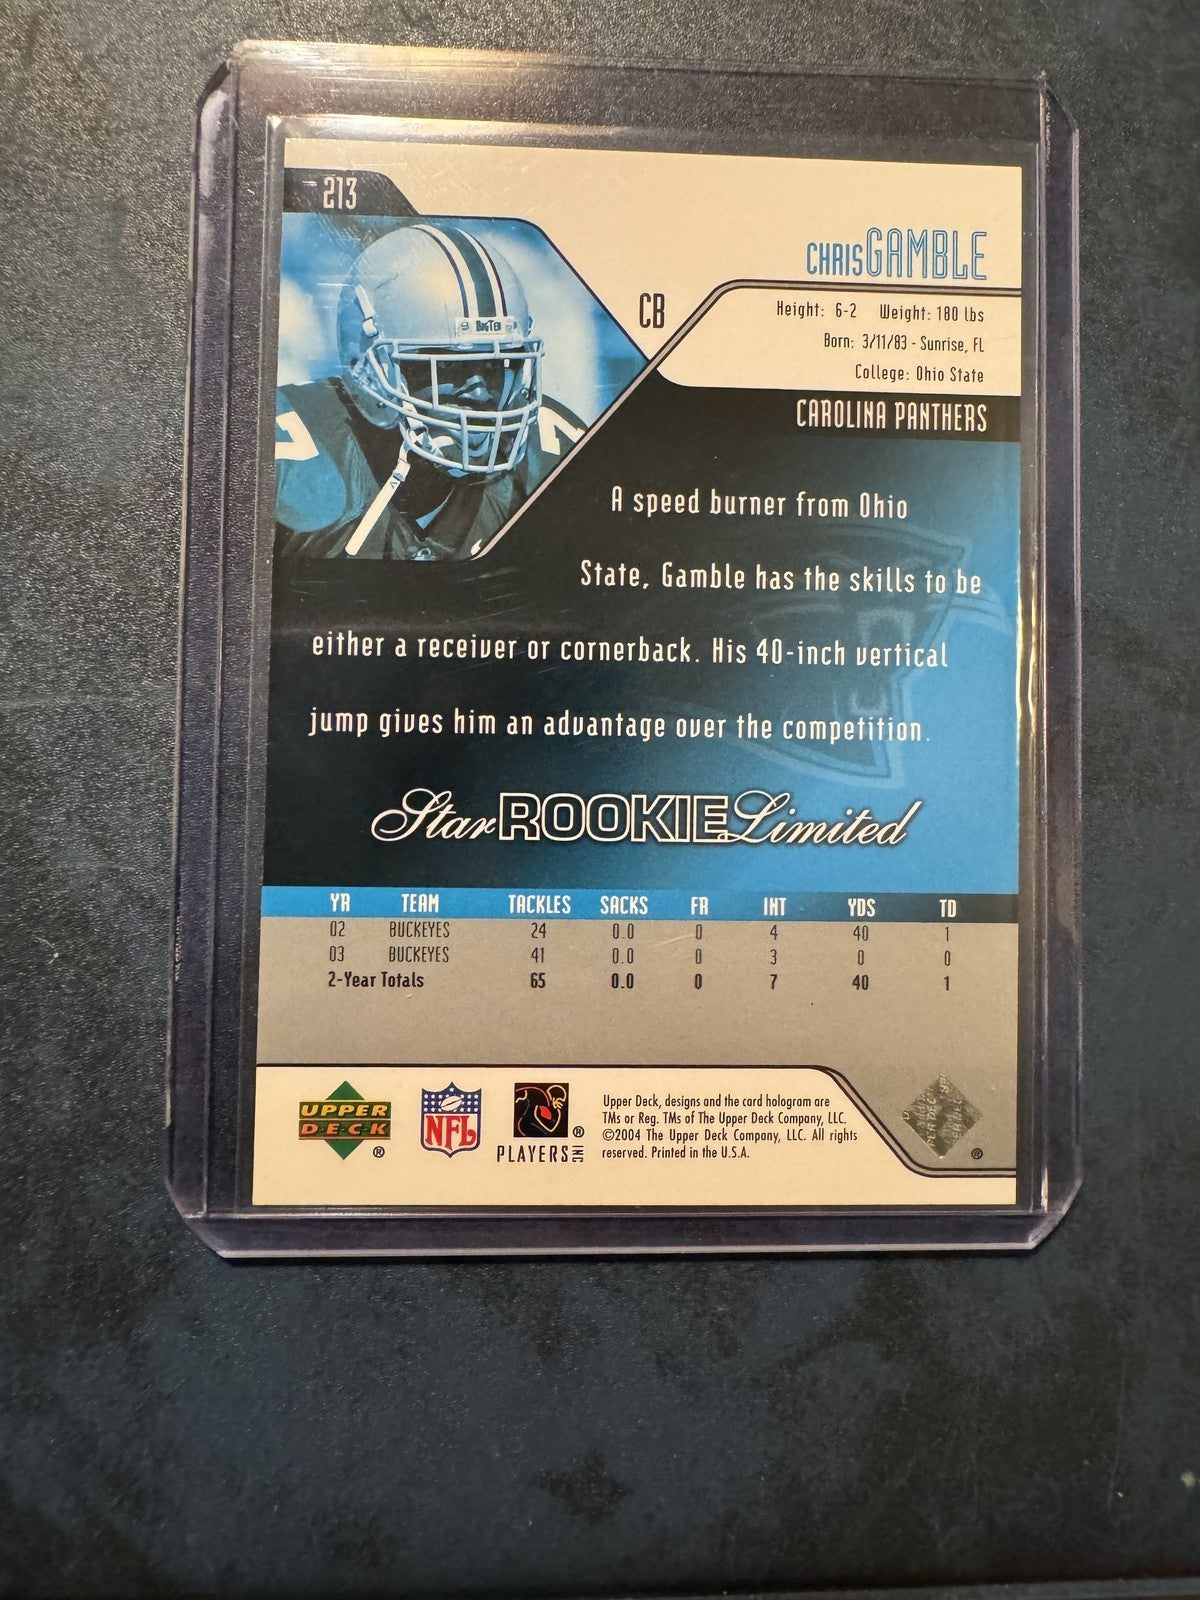 213
CHRIS GAMBLE
CB
Height: 6-2 Weight: 180 lbs
Born: 3/11/83 - Sunrise, FL
College: Ohio State
CAROLINA PANTHERS
BIG TEN
7
A speed burner from Ohio
State, Gamble has the skills to be
either a receiver or cornerback. His 40-inch vertical
jump gives him an advantage over the competition.
Star ROOKIE Limited
YR TEAM TACKLES SACKS FR INT YDS TD
02 BUCKEYES 24 0.0 0 4 40 1
03 BUCKEYES 41 0.0 0 3 0 0
2-Year Totals 65 0.0 0 7 40 1
UPPER
DECK
®
NFL
PLAYERS INC
®
Upper Deck, designs and the card hologram are
TMs or Reg. TMs of The Upper Deck Company, LLC.
©2004 The Upper Deck Company, LLC. All rights
reserved. Printed in the U.S.A.
®